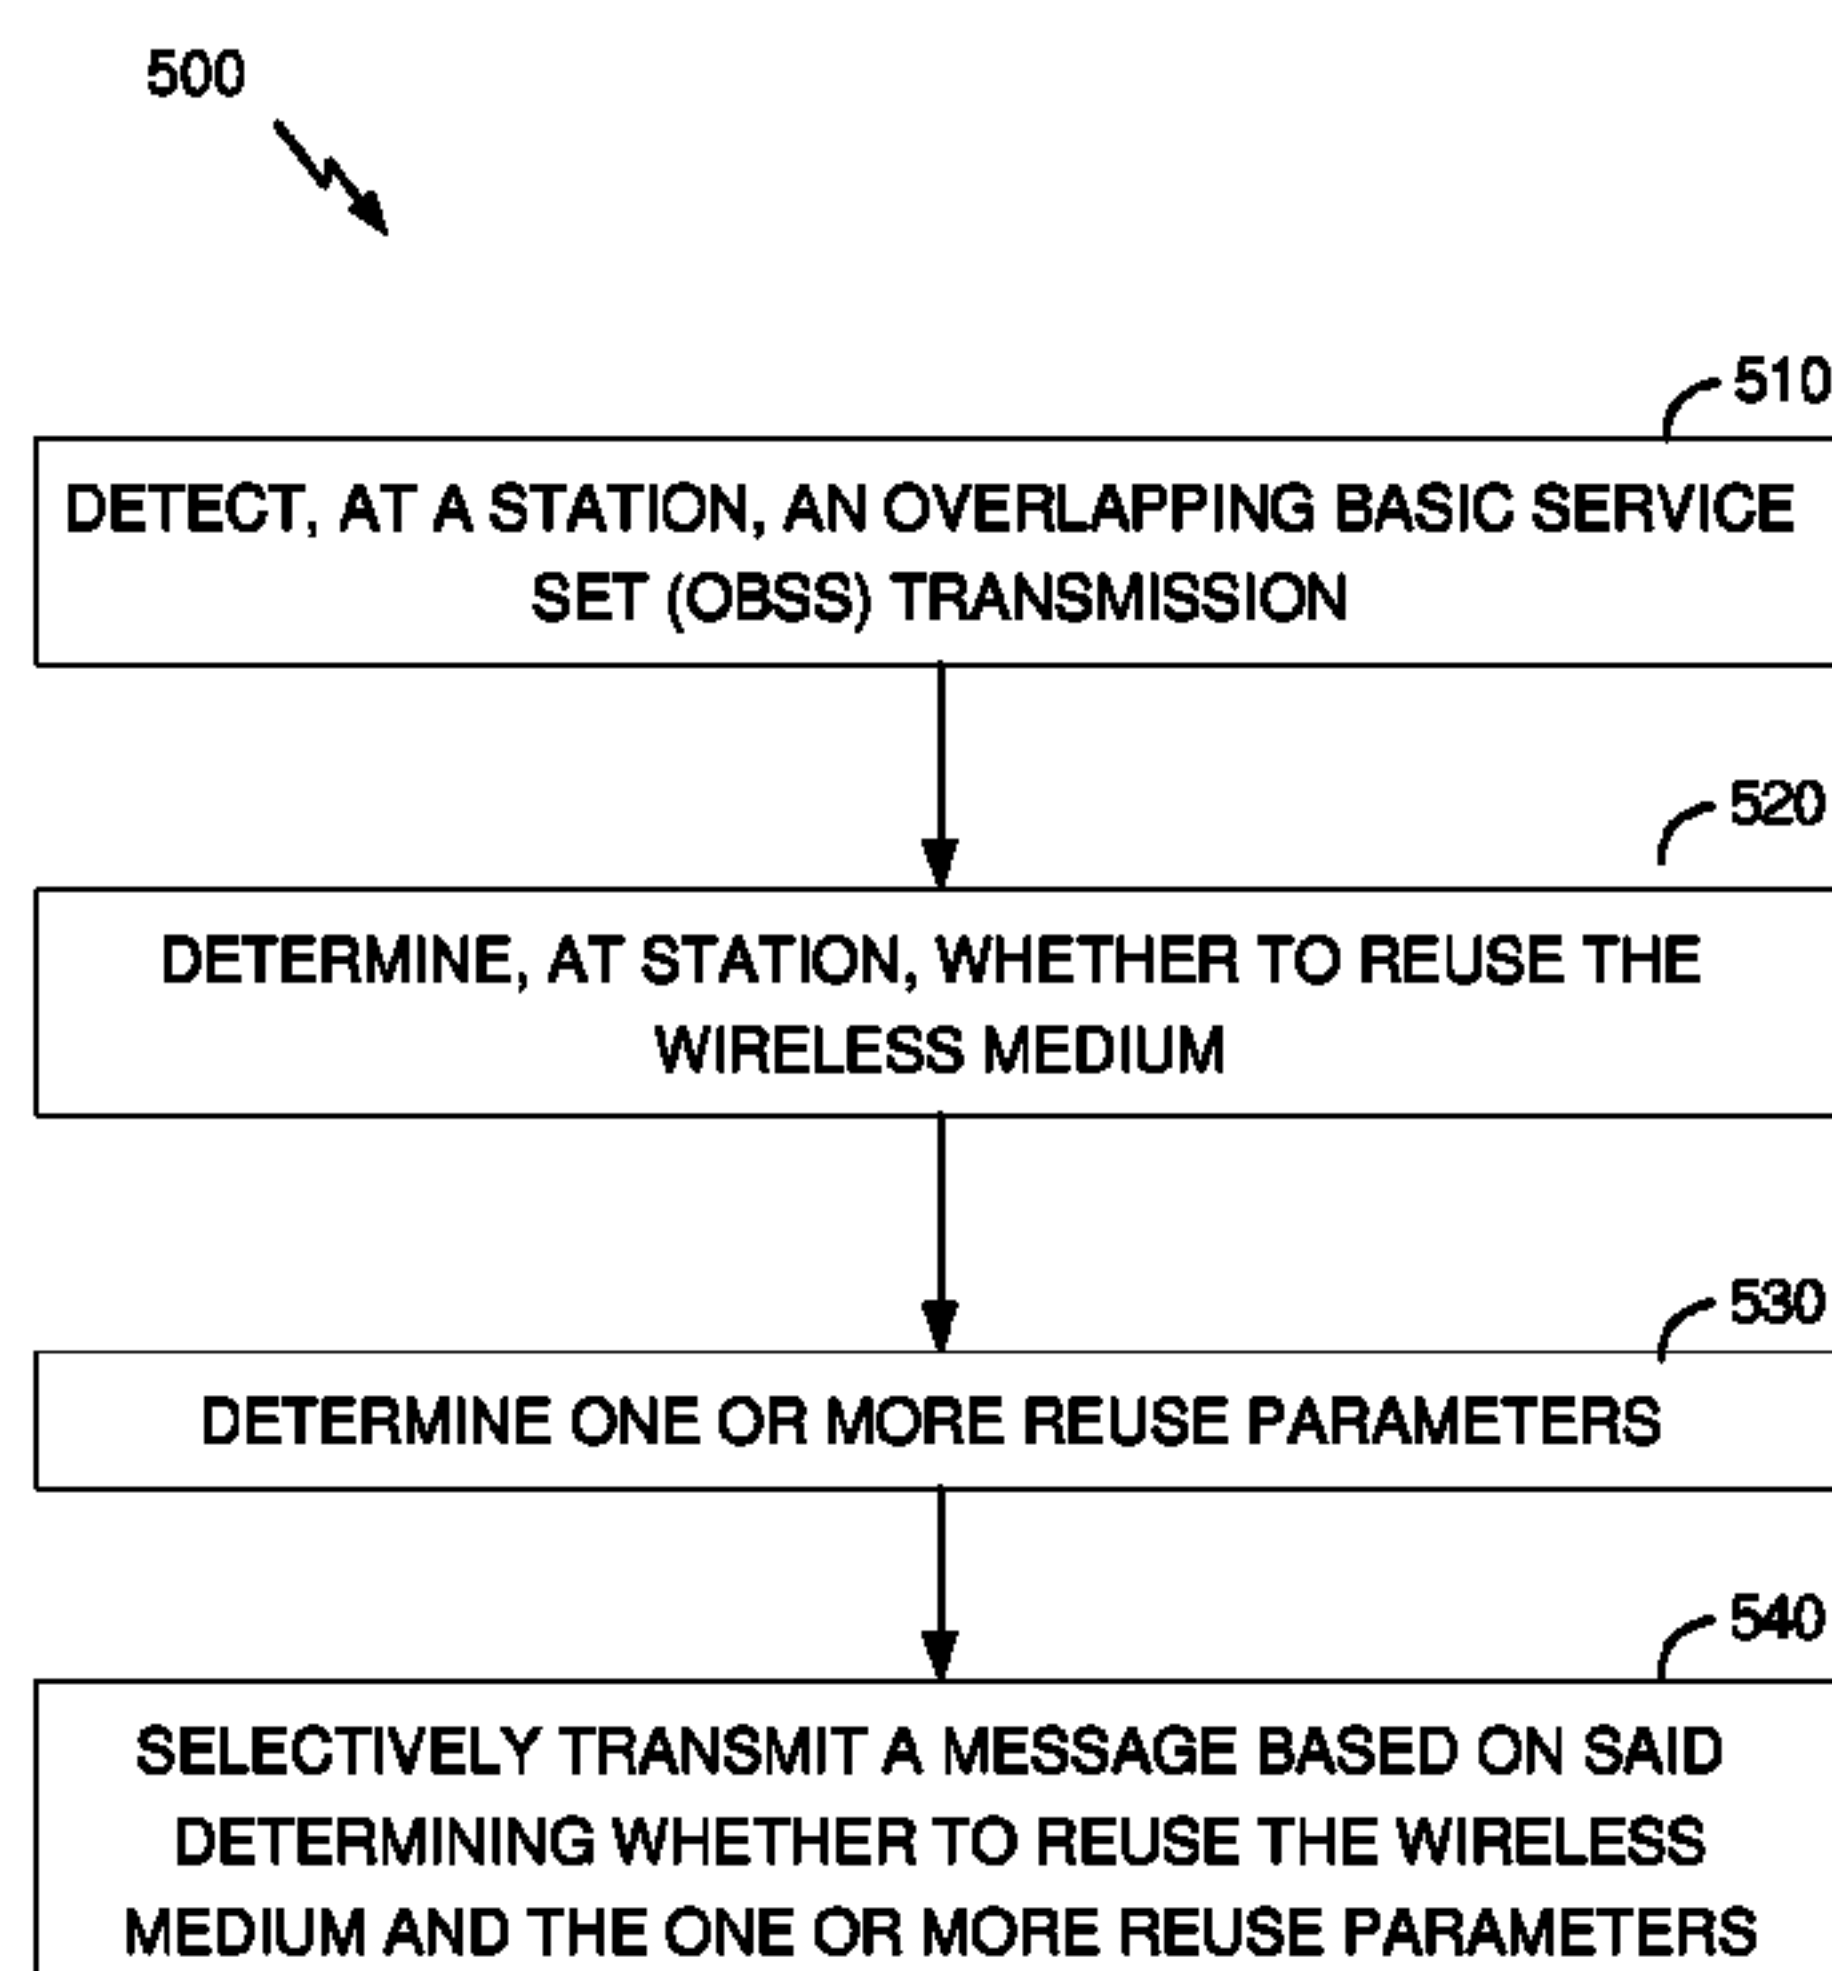 500
510
DETECT, AT A STATION, AN OVERLAPPING BASIC SERVICE
SET (OBSS) TRANSMISSION
520
DETERMINE, AT STATION, WHETHER TO REUSE THE
WIRELESS MEDIUM
530
DETERMINE ONE OR MORE REUSE PARAMETERS
540
SELECTIVELY TRANSMIT A MESSAGE BASED ON SAID
DETERMINING WHETHER TO REUSE THE WIRELESS
MEDIUM AND THE ONE OR MORE REUSE PARAMETERS